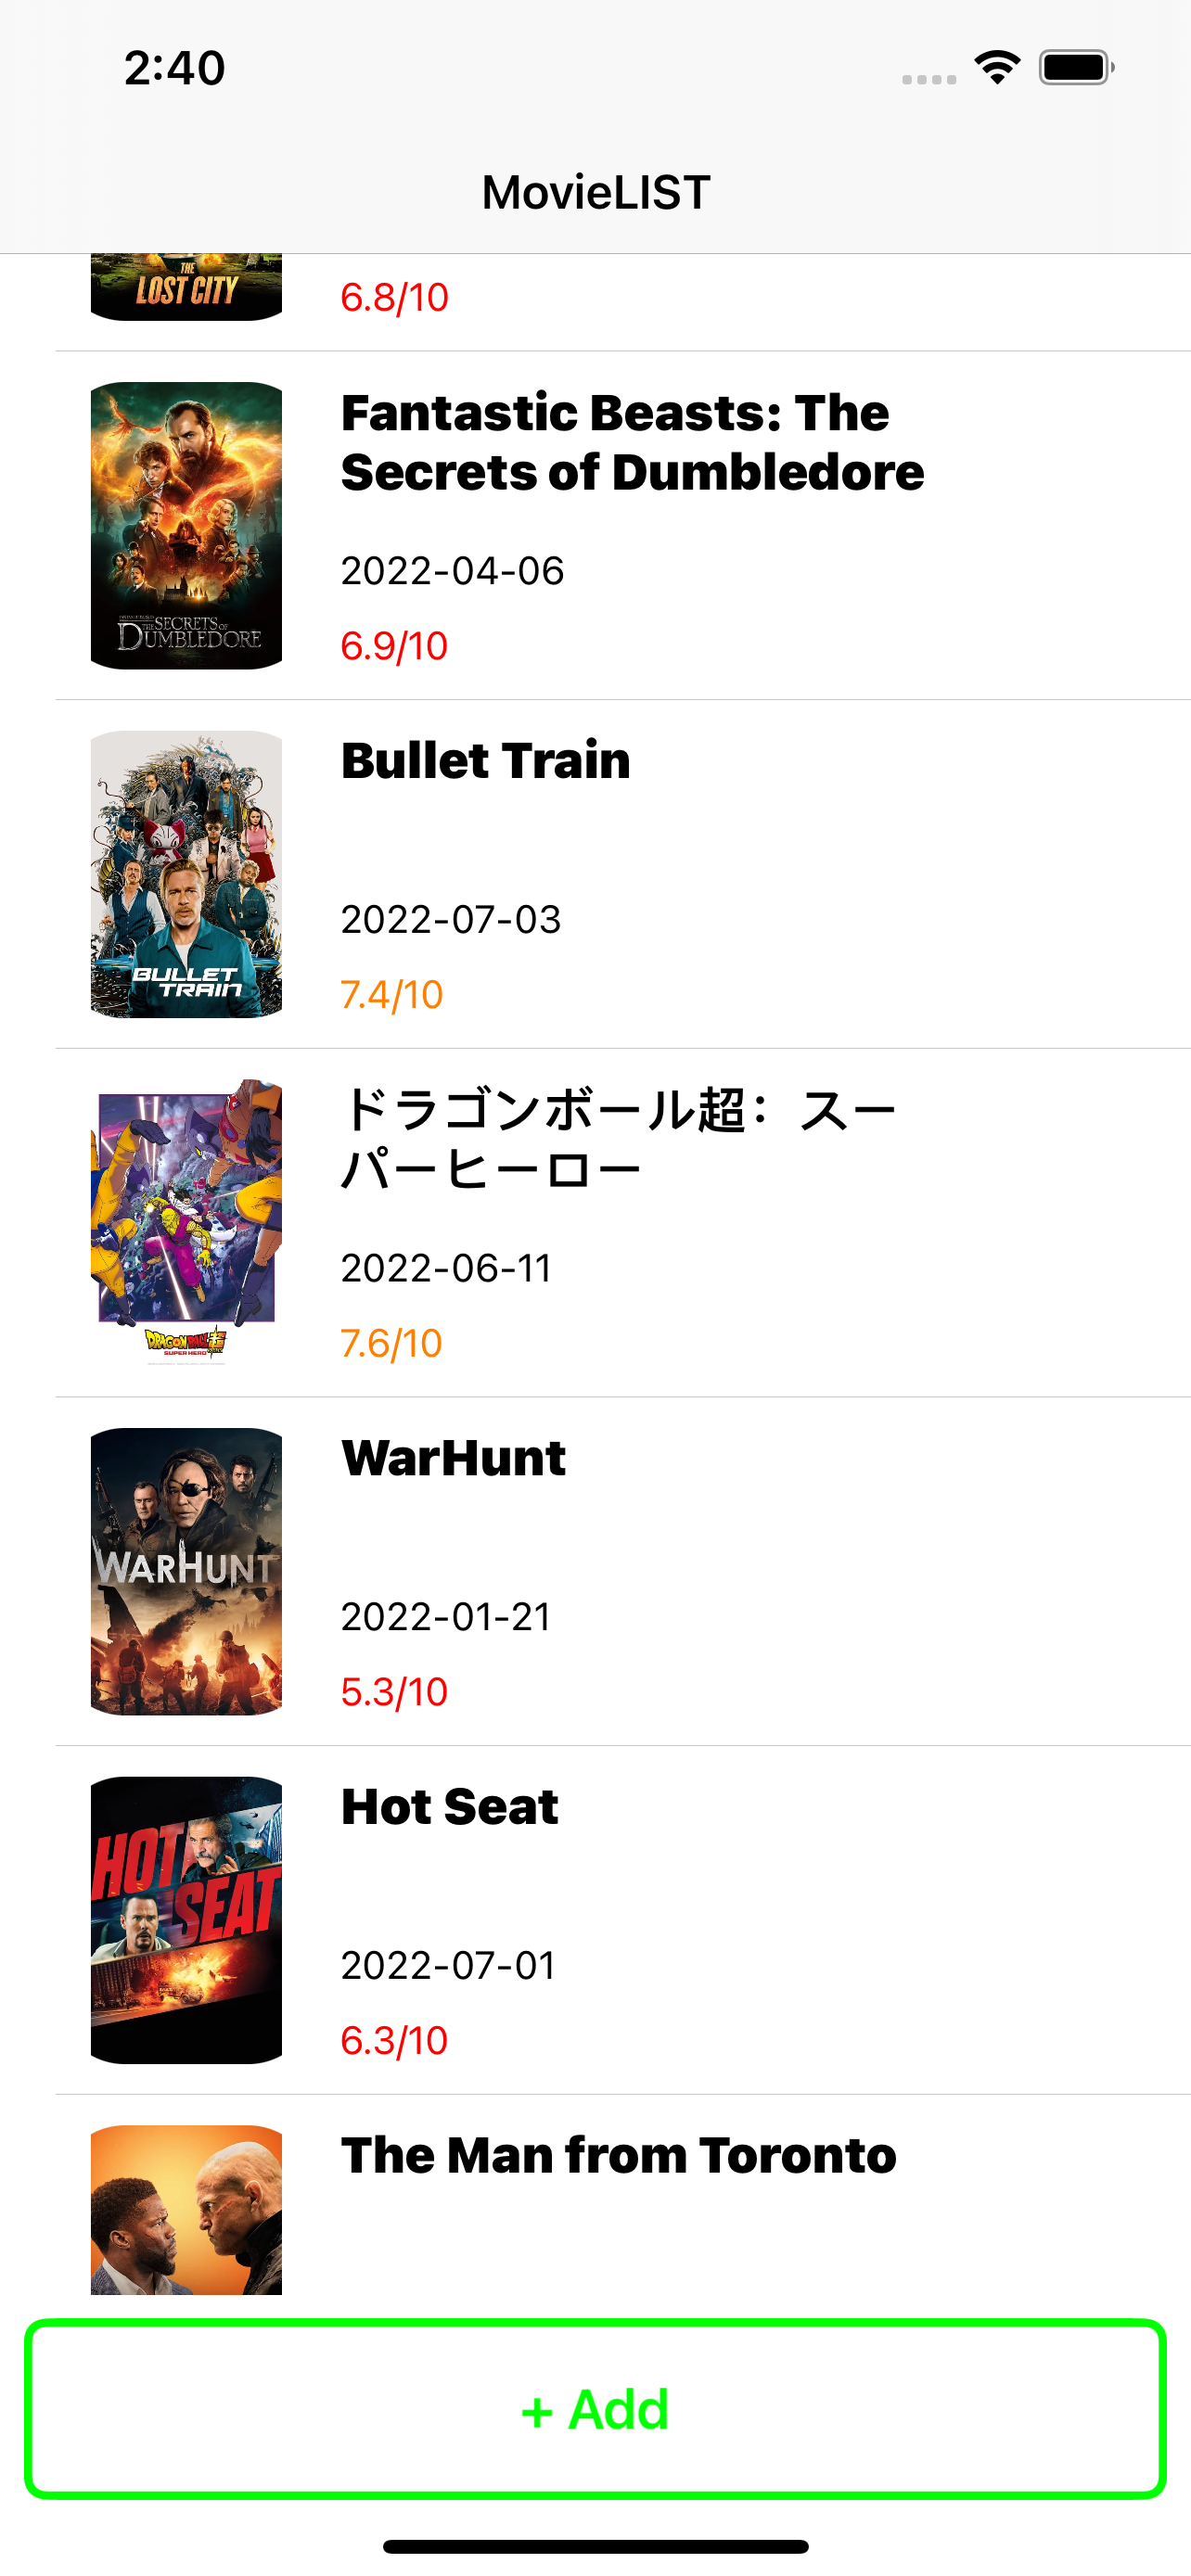 2:40
MovieLIST
THE
LOST CITY
6.8/10
Fantastic Beasts: The
Secrets of Dumbledore
2022-04-06
6.9/10
THE SECRETS OF
DUMBLEDORE
Bullet Train
2022-07-03
7.4/10
BULLET
TRAIN
ドラゴンボール超： スー
パーヒーロー
2022-06-11
7.6/10
DRAGON BALL 超
SUPER HERO
WarHunt
2022-01-21
5.3/10
WARHUNT
Hot Seat
2022-07-01
6.3/10
HOT
SEAT
The Man from Toronto
+ Add